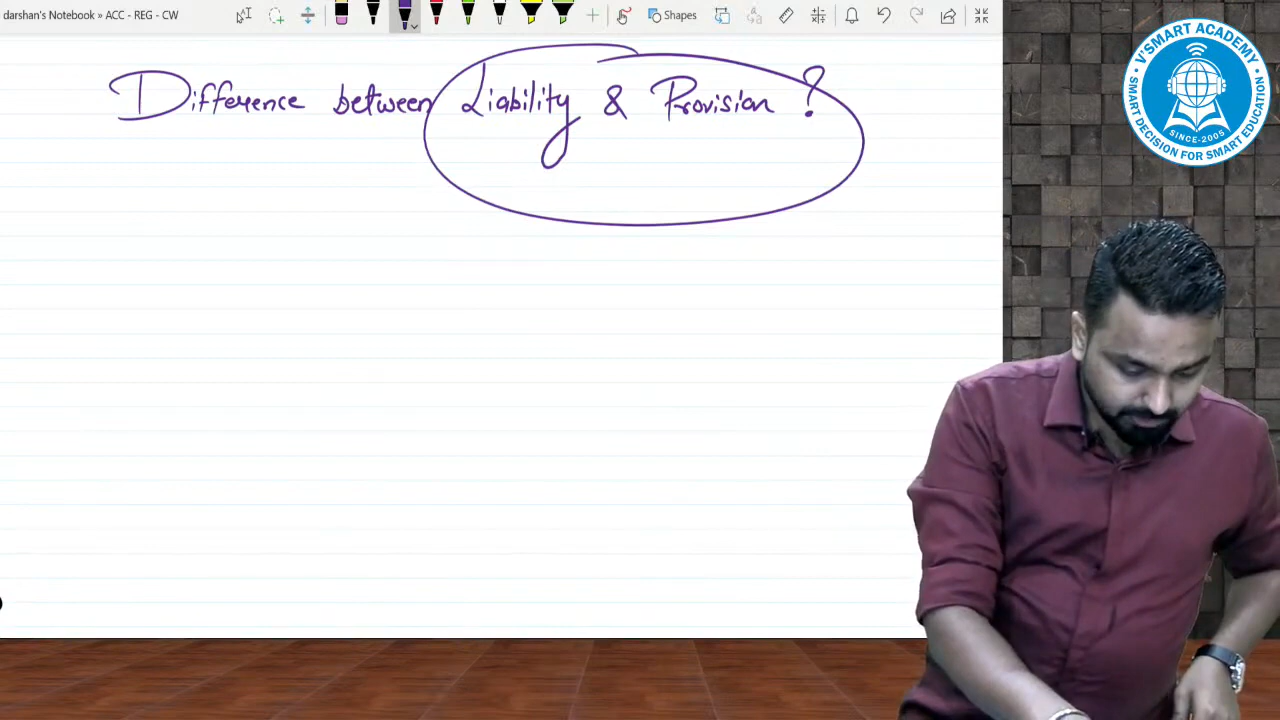 darshan's Notebook » ACC - REG - CW
Shapes
Difference between Liability & Provision ?
V'SMART ACADEMY
SINCE-2005
SMART DECISION FOR SMART EDUCATION